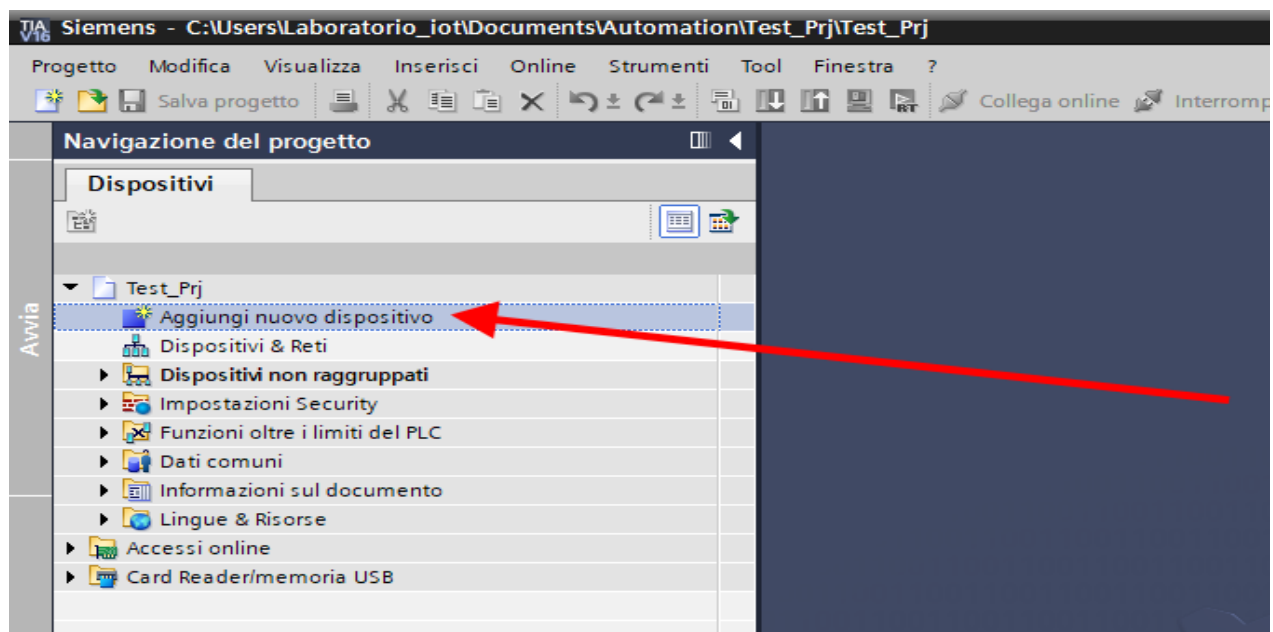 TIA V16 Siemens - C:\Users\Laboratorio_iot\Documents\Automation\Test_Prj\Test_Prj
Progetto Modifica Visualizza Inserisci Online Strumenti Tool Finestra ?
Salva progetto Collega online Interromp
Navigazione del progetto
Dispositivi
Test_Prj
Aggiungi nuovo dispositivo
Dispositivi & Reti
Dispositivi non raggruppati
Impostazioni Security
Funzioni oltre i limiti del PLC
Dati comuni
Informazioni sul documento
Lingue & Risorse
Accessi online
Card Reader/memoria USB
Avvia